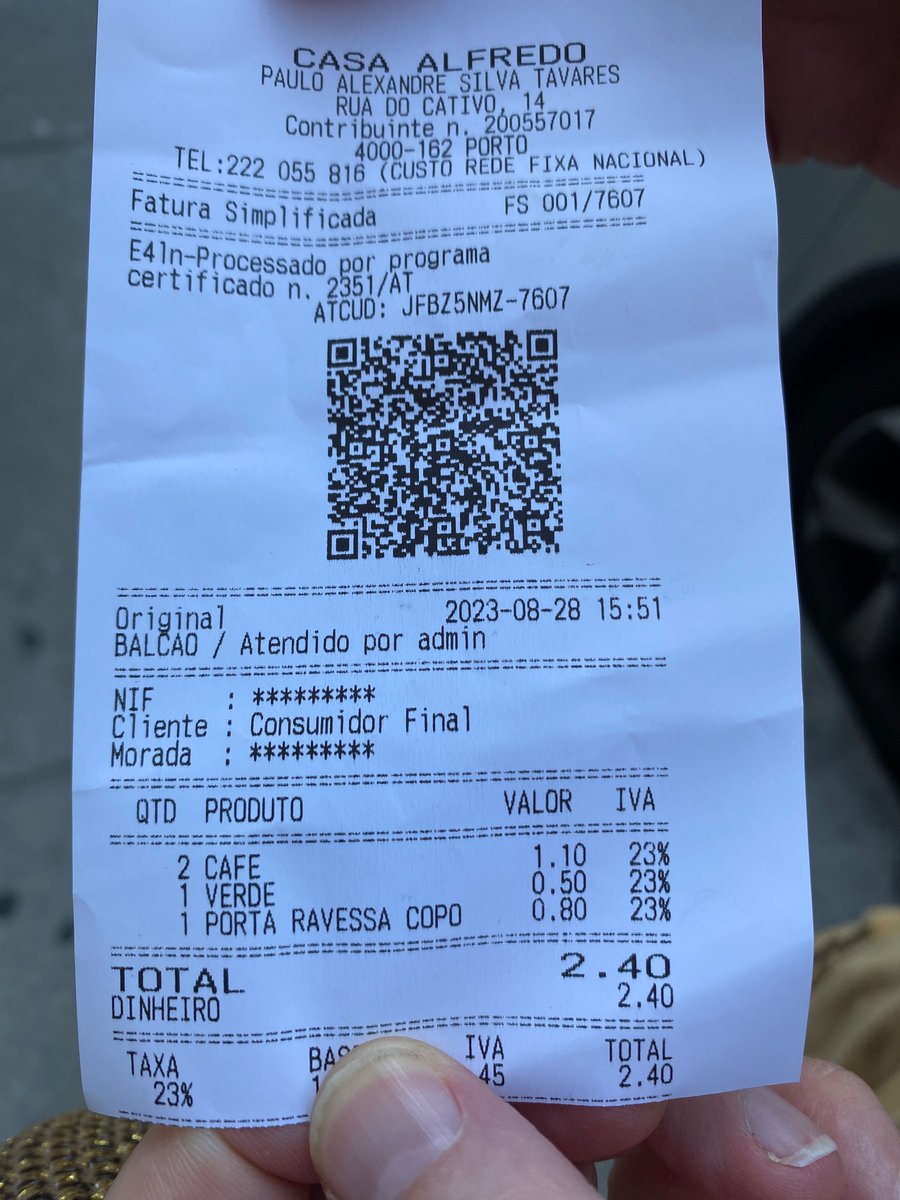 CASA ALFREDO
PAULO ALEXANDRE SILVA TAVARES
RUA DO CATIVO, 14
Contribuinte n. 200557017
4000-162 PORTO
TEL:222 055 816 (CUSTO REDE FIXA NACIONAL)
Fatura Simplificada FS 001/7607
E4ln-Processado por programa
certificado n. 2351/AT
ATCUD: JFBZ5NMZ-7607
Original 2023-08-28 15:51
BALCAO / Atendido por admin
NIF : *********
Cliente : Consumidor Final
Morada : *********
QTD PRODUTO VALOR IVA
2 CAFE 1.10 23%
1 VERDE 0.50 23%
1 PORTA RAVESSA COPO 0.80 23%
TOTAL 2.40
DINHEIRO 2.40
TAXA IVA TOTAL
23% 45 2.40